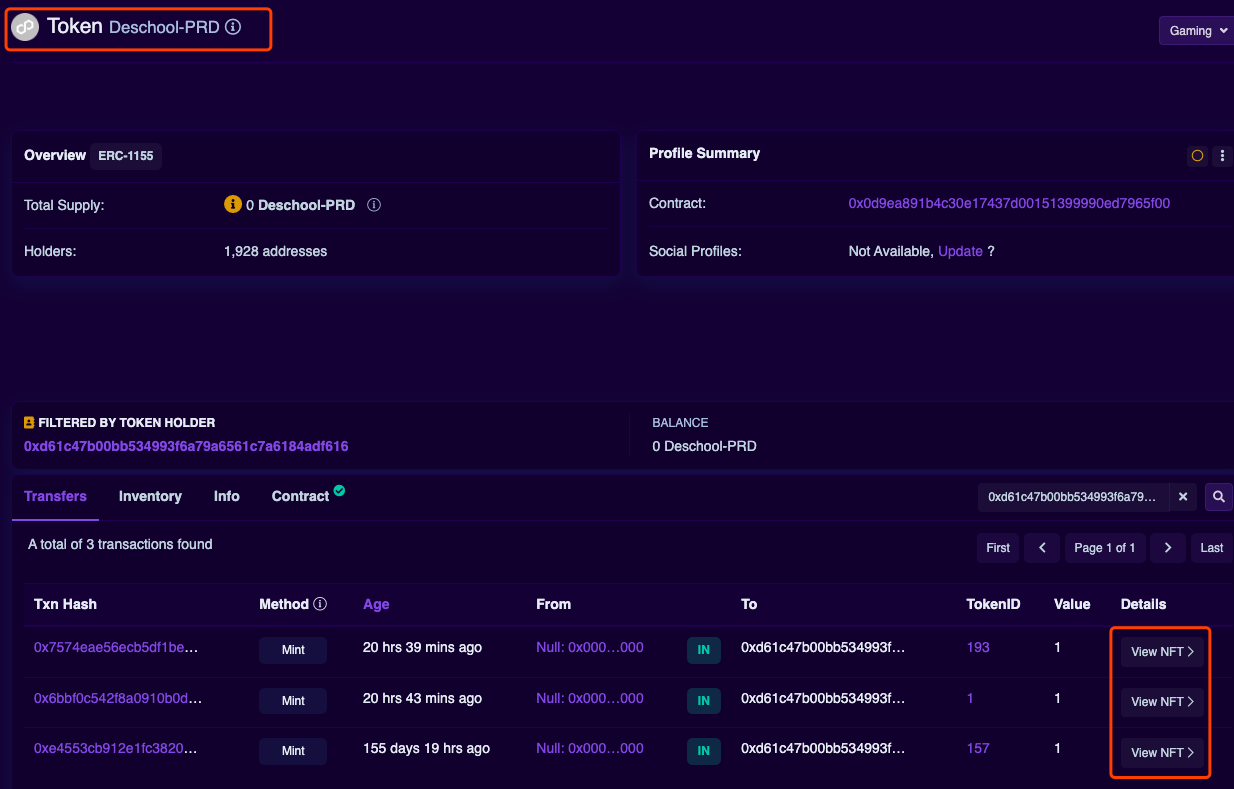 Token Deschool-PRD
Gaming
Overview ERC-1155
Total Supply: 0 Deschool-PRD
Holders: 1,928 addresses
Profile Summary
Contract: 0x0d9ea891b4c30e17437d00151399990ed7965f00
Social Profiles: Not Available, Update ?
FILTERED BY TOKEN HOLDER
0xd61c47b00bb534993f6a79a6561c7a6184adf616
BALANCE
0 Deschool-PRD
Transfers Inventory Info Contract
0xd61c47b00bb534993f6a79...
A total of 3 transactions found
First Page 1 of 1 Last
Txn Hash Method Age From To TokenID Value Details
0x7574eae56ecb5df1be... Mint 20 hrs 39 mins ago Null: 0x000...000 IN 0xd61c47b00bb534993f... 193 1 View NFT
0x6bbf0c542f8a0910b0d... Mint 20 hrs 43 mins ago Null: 0x000...000 IN 0xd61c47b00bb534993f... 1 1 View NFT
0xe4553cb912e1fc3820... Mint 155 days 19 hrs ago Null: 0x000...000 IN 0xd61c47b00bb534993f... 157 1 View NFT